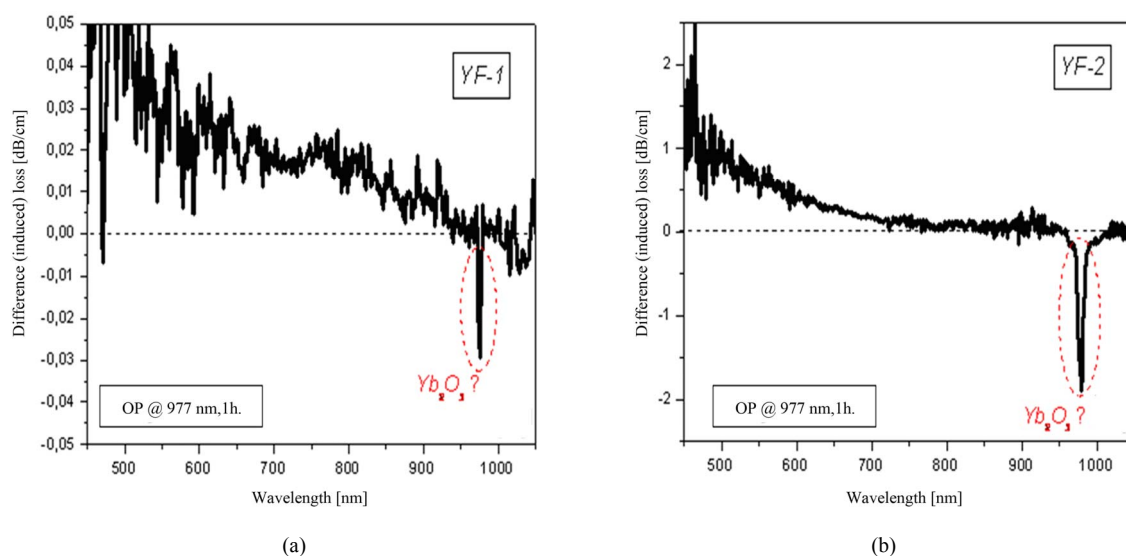 0,05
0,04
0,03
0,02
0,01
0,00
-0,01
-0,02
-0,03
-0,04
-0,05
Difference (induced) loss [dB/cm]
YF-1
Yb2O3 ?
OP @ 977 nm,1h.
500 600 700 800 900 1000
Wavelength [nm]
(a)
2
1
0
-1
-2
Difference (induced) loss [dB/cm]
YF-2
Yb2O3 ?
OP @ 977 nm,1h.
500 600 700 800 900 1000
Wavelength [nm]
(b)